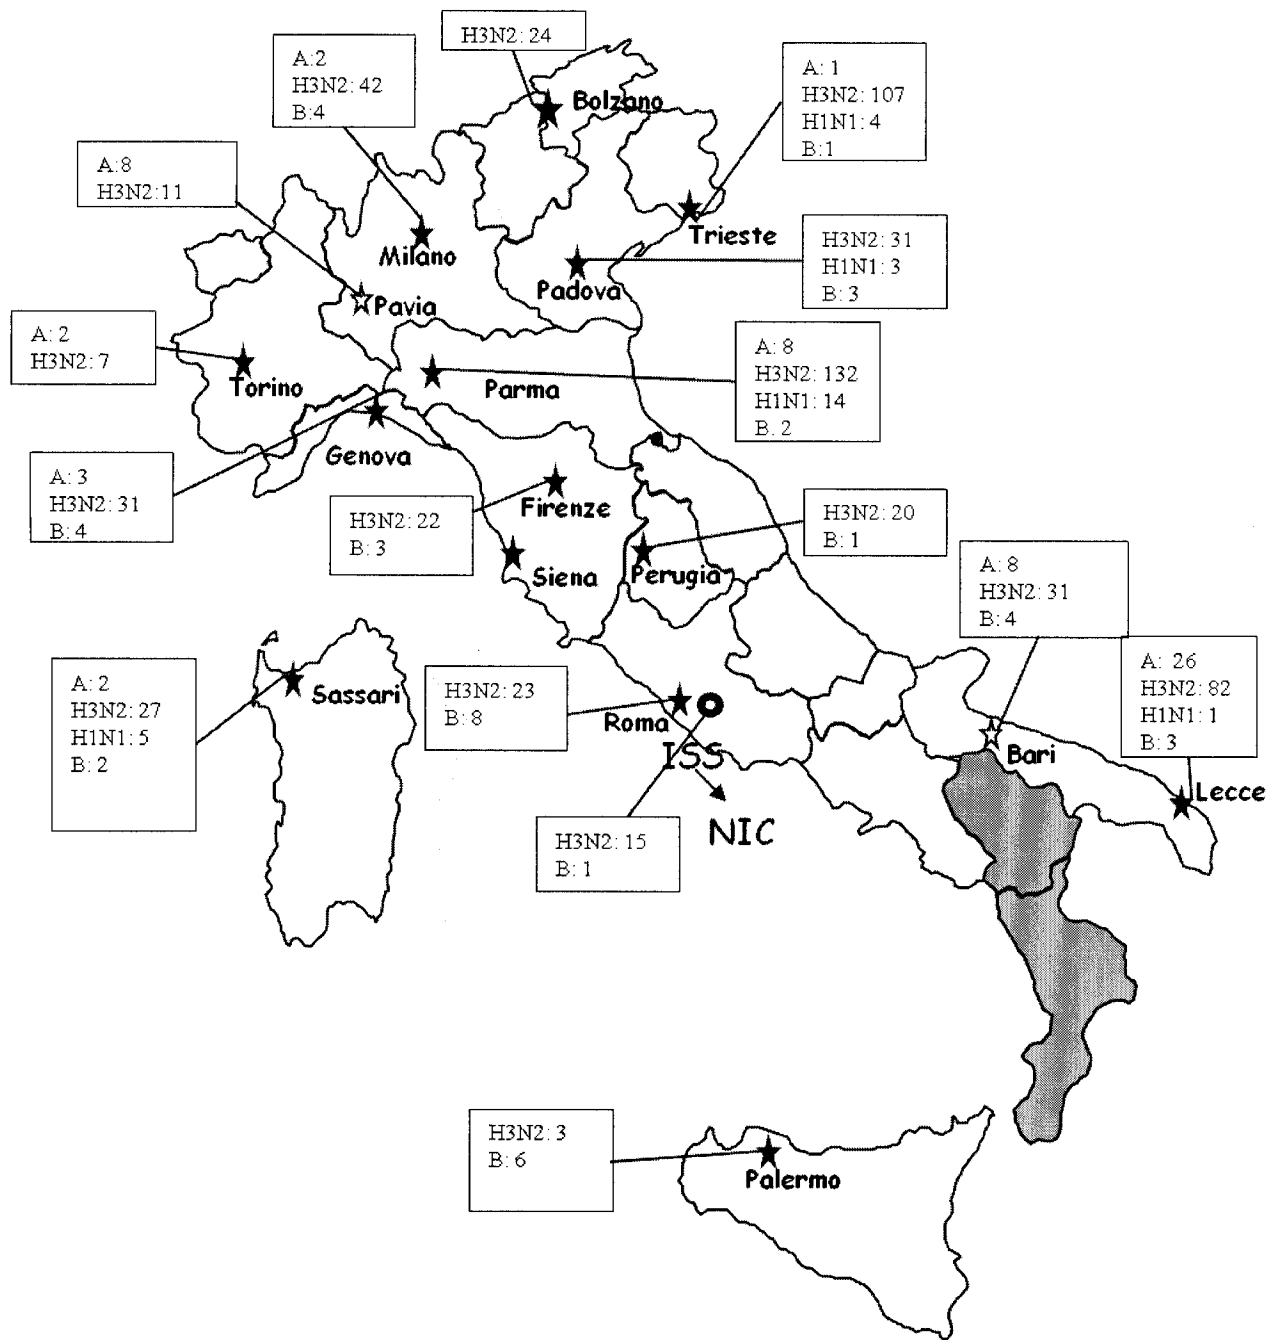 H3N2: 24
A: 2
H3N2: 42
B: 4
A: 1
H3N2: 107
H1N1: 4
B: 1
Bolzano
A: 8
H3N2: 11
Trieste
Milano
H3N2: 31
H1N1: 3
B: 3
Padova
Pavia
A: 2
H3N2: 7
Torino
Parma
A: 8
H3N2: 132
H1N1: 14
B. 2
Genova
A: 3
H3N2: 31
B: 4
H3N2: 22
B: 3
Firenze
H3N2: 20
B: 1
Siena
Perugia
A: 8
H3N2: 31
B: 4
A: 26
H3N2: 82
H1N1: 1
B: 3
A: 2
H3N2: 27
H1N1: 5
B: 2
Sassari
H3N2: 23
B: 8
Roma
ISS
NIC
Bari
Lecce
H3N2: 15
B: 1
H3N2: 3
B: 6
Palermo